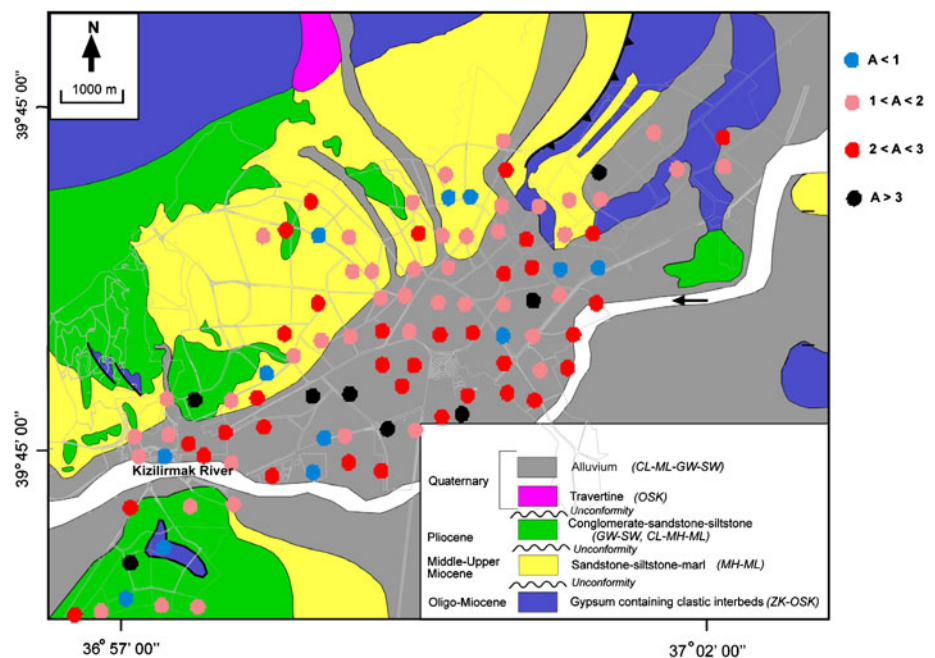 N
1000 m
39° 45' 00"
39° 45' 00"
A < 1
1 < A < 2
2 < A < 3
A > 3
Kizilirmak River
Quaternary
Alluvium (CL-ML-GW-SW)
Travertine (OSK)
Unconformity
Pliocene
Conglomerate-sandstone-siltstone
(GW-SW, CL-MH-ML)
Unconformity
Middle-Upper
Miocene
Sandstone-siltstone-marl (MH-ML)
Unconformity
Oligo-Miocene
Gypsum containing clastic interbeds (ZK-OSK)
36° 57' 00"
37° 02' 00"